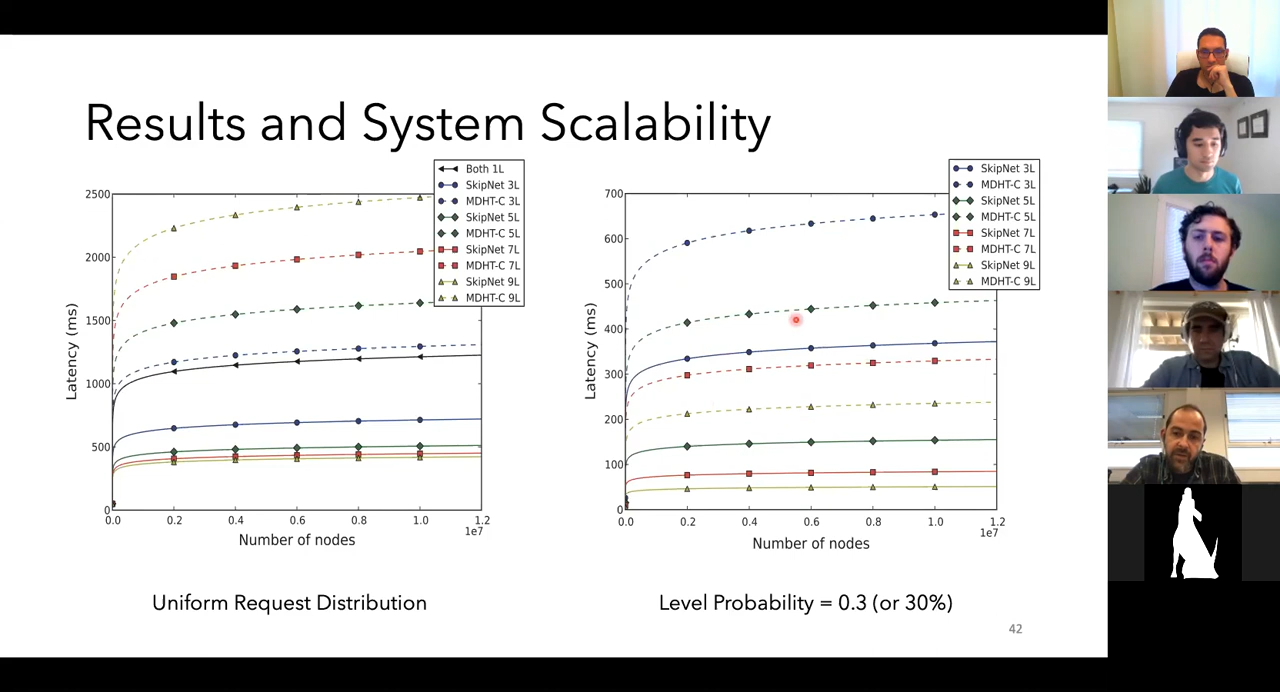 Results and System Scalability
Both 1L
SkipNet 3L
MDHT-C 3L
SkipNet 5L
MDHT-C 5L
SkipNet 7L
MDHT-C 7L
SkipNet 9L
MDHT-C 9L
2500
2000
1500
1000
500
0
Latency (ms)
0.0 0.2 0.4 0.6 0.8 1.0 1.2
1e7
Number of nodes
Uniform Request Distribution
SkipNet 3L
MDHT-C 3L
SkipNet 5L
MDHT-C 5L
SkipNet 7L
MDHT-C 7L
SkipNet 9L
MDHT-C 9L
700
600
500
400
300
200
100
0
Latency (ms)
0.0 0.2 0.4 0.6 0.8 1.0 1.2
1e7
Number of nodes
Level Probability = 0.3 (or 30%)
42